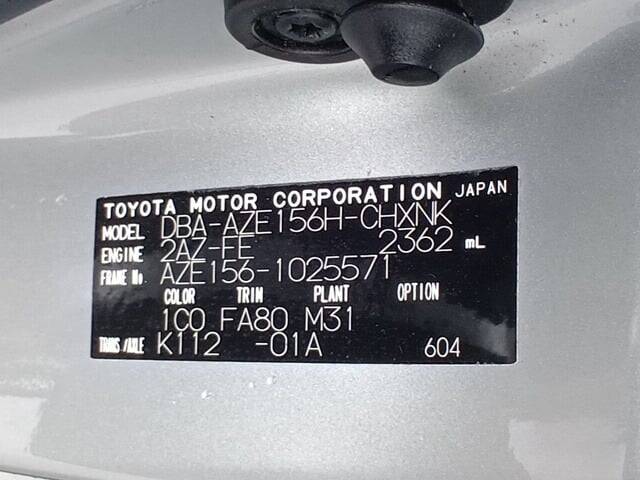 TOYOTA MOTOR CORPORATION JAPAN
MODEL DBA-AZE156H-CHXNK
ENGINE 2AZ-FE 2362 mL
FRAME No AZE156-1025571
COLOR TRIM PLANT OPTION
1C0 FA80 M31
TRANS/AXLE K112 -01A 604